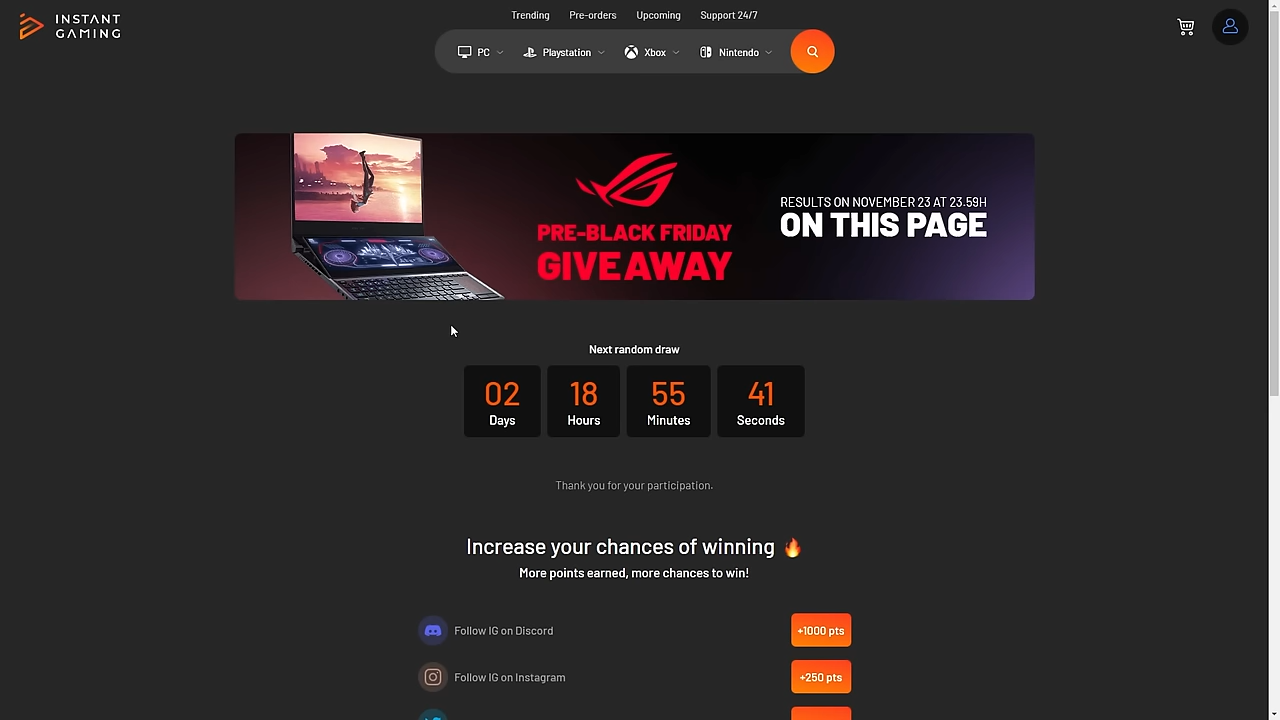 INSTANT
GAMING
Trending Pre-orders Upcoming Support 24/7
PC Playstation Xbox Nintendo
RESULTS ON NOVEMBER 23 AT 23.59H
ON THIS PAGE
PRE-BLACK FRIDAY
GIVEAWAY
Next random draw
02 18 55 41
Days Hours Minutes Seconds
Thank you for your participation.
Increase your chances of winning 🔥
More points earned, more chances to win!
Follow IG on Discord +1000 pts
Follow IG on Instagram +250 pts